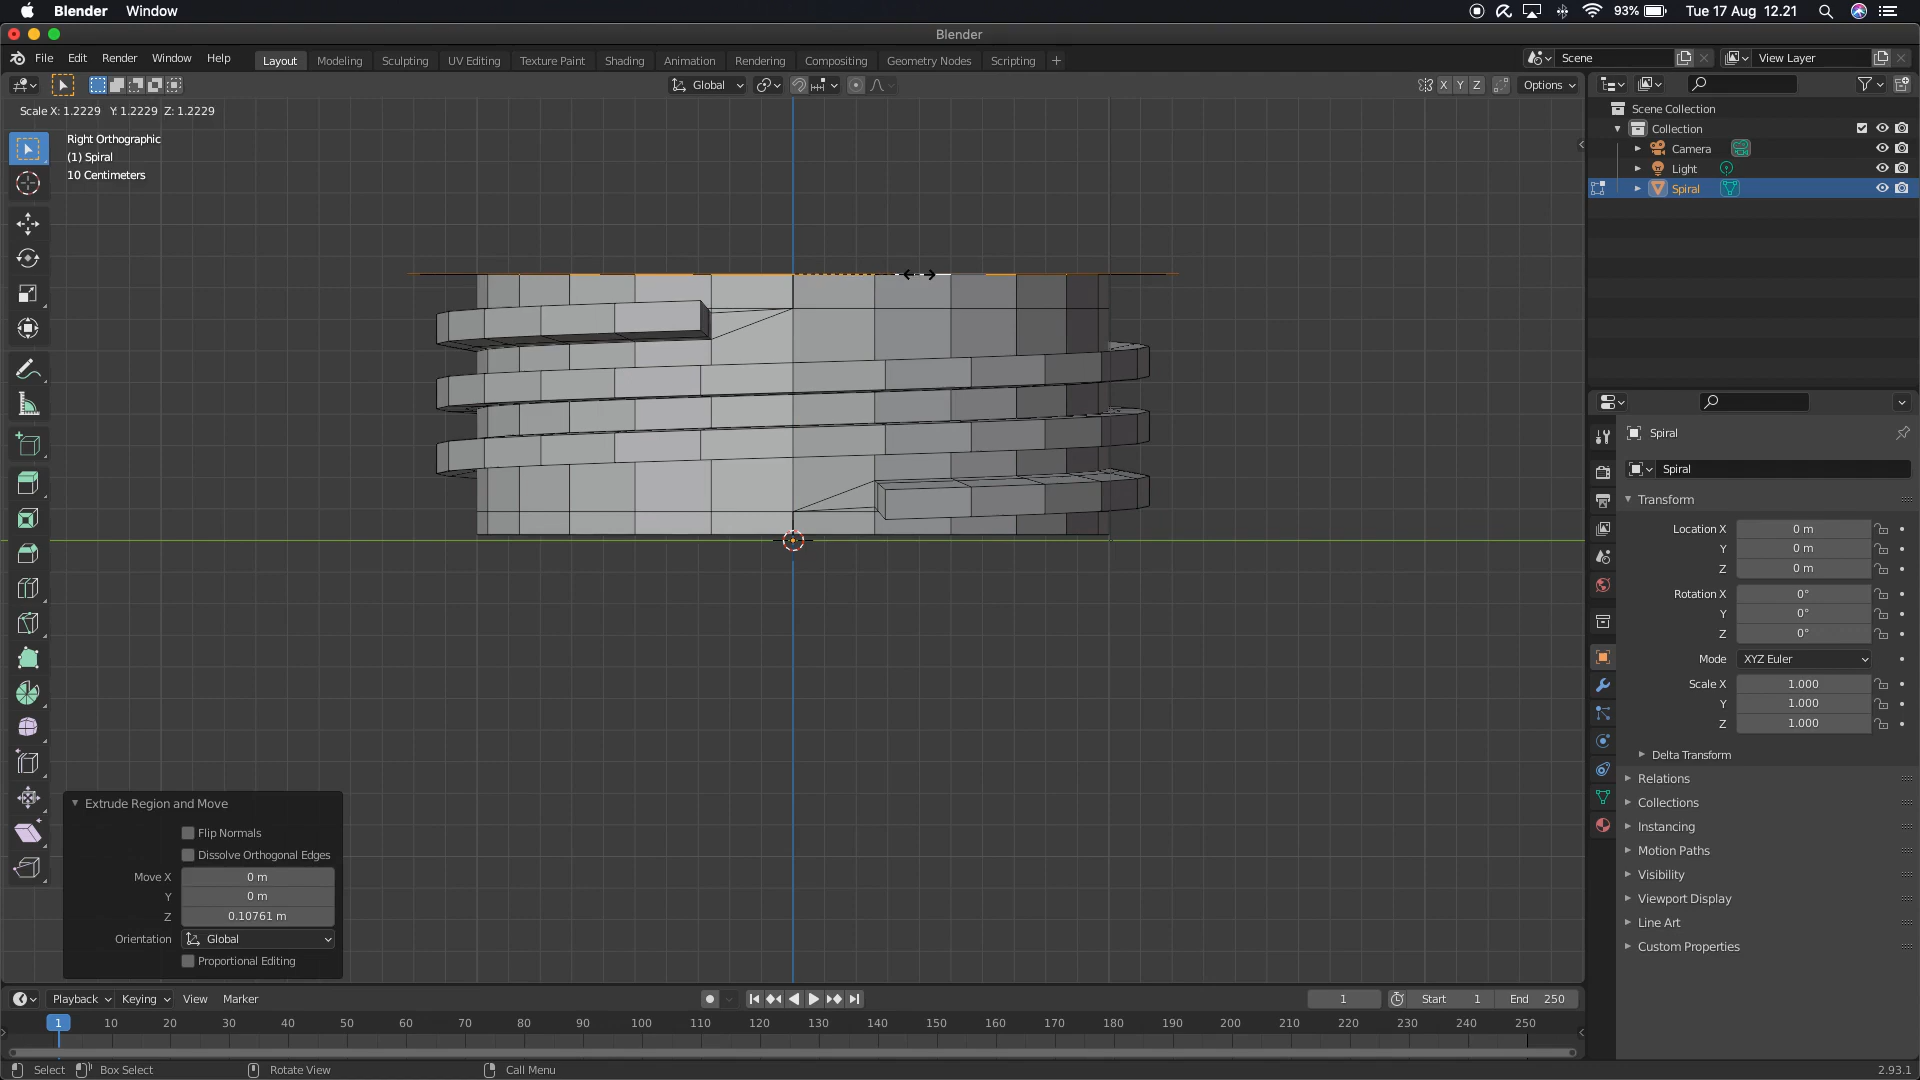 Blender Window 93% Tue 17 Aug 12.21
Blender
File Edit Render Window Help Layout Modeling Sculpting UV Editing Texture Paint Shading Animation Rendering Compositing Geometry Nodes Scripting + Scene View Layer
Global X Y Z Options
Scale X: 1.2229 Y: 1.2229 Z: 1.2229
Right Orthographic
(1) Spiral
10 Centimeters
Scene Collection
Collection
Camera
Light
Spiral
Spiral
Spiral
Transform
Location X 0 m
Y 0 m
Z 0 m
Rotation X 0°
Y 0°
Z 0°
Mode XYZ Euler
Scale X 1.000
Y 1.000
Z 1.000
Delta Transform
Relations
Collections
Instancing
Motion Paths
Visibility
Viewport Display
Line Art
Custom Properties
Extrude Region and Move
Flip Normals
Dissolve Orthogonal Edges
Move X 0 m
Y 0 m
Z 0.10761 m
Orientation Global
Proportional Editing
Playback Keying View Marker 1 Start 1 End 250
1 10 20 30 40 50 60 70 80 90 100 110 120 130 140 150 160 170 180 190 200 210 220 230 240 250
Select Box Select Rotate View Call Menu 2.93.1